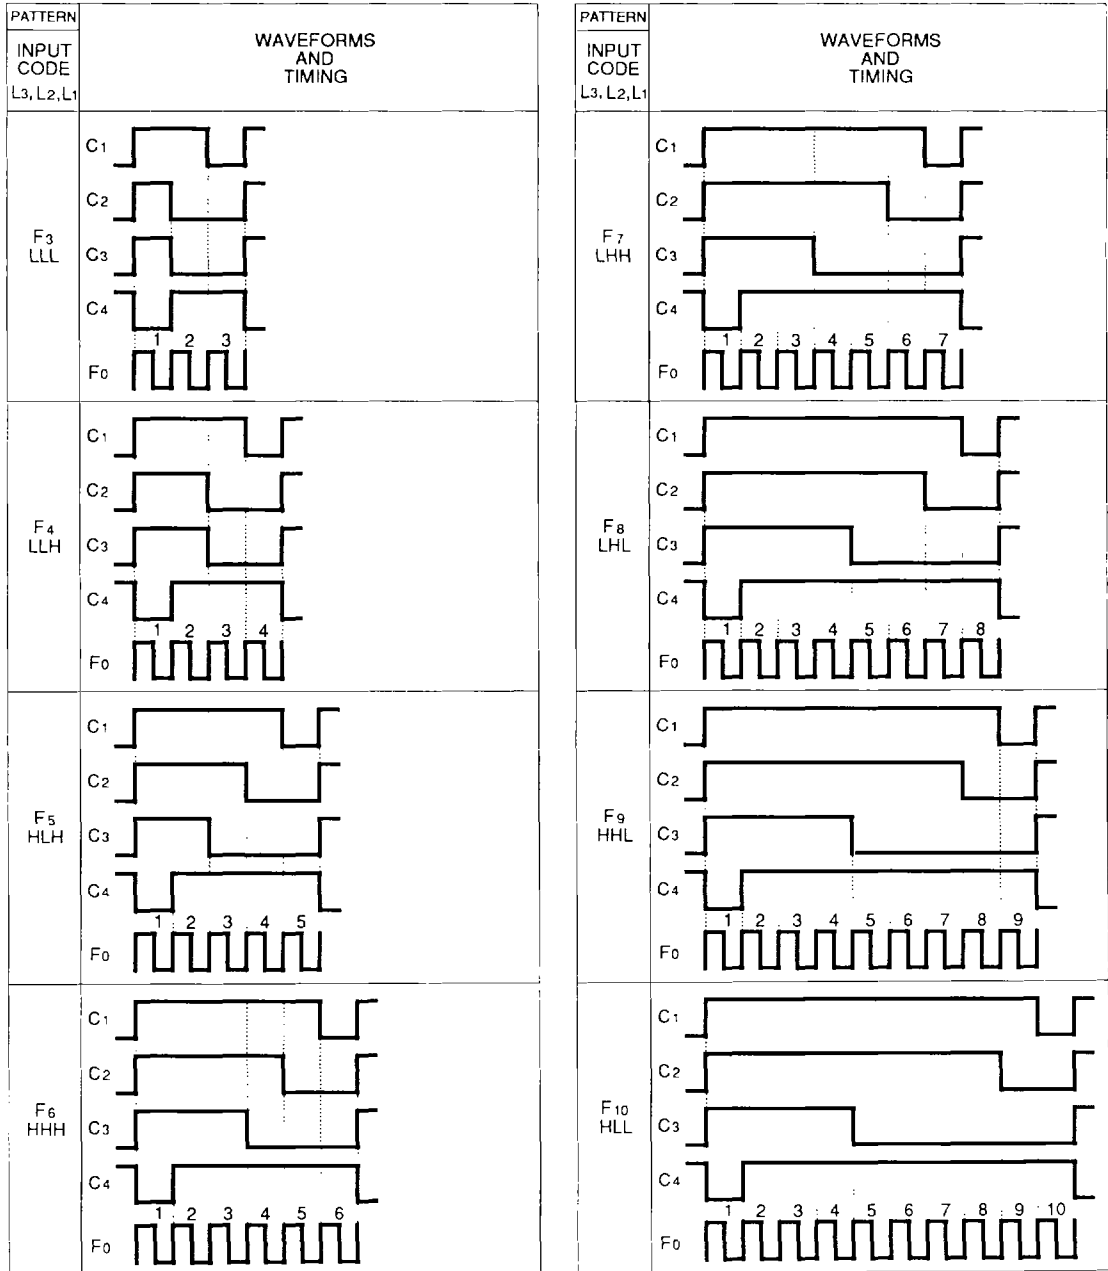 PATTERN
INPUT
CODE
L3, L2, L1
WAVEFORMS
AND
TIMING
F3
LLL
C1
C2
C3
C4
1 2 3
F0
F4
LLH
C1
C2
C3
C4
1 2 3 4
F0
F5
HLH
C1
C2
C3
C4
1 2 3 4 5
F0
F6
HHH
C1
C2
C3
C4
1 2 3 4 5 6
F0
PATTERN
INPUT
CODE
L3, L2, L1
WAVEFORMS
AND
TIMING
F7
LHH
C1
C2
C3
C4
1 2 3 4 5 6 7
F0
F8
LHL
C1
C2
C3
C4
1 2 3 4 5 6 7 8
F0
F9
HHL
C1
C2
C3
C4
1 2 3 4 5 6 7 8 9
F0
F10
HLL
C1
C2
C3
C4
1 2 3 4 5 6 7 8 9 10
F0